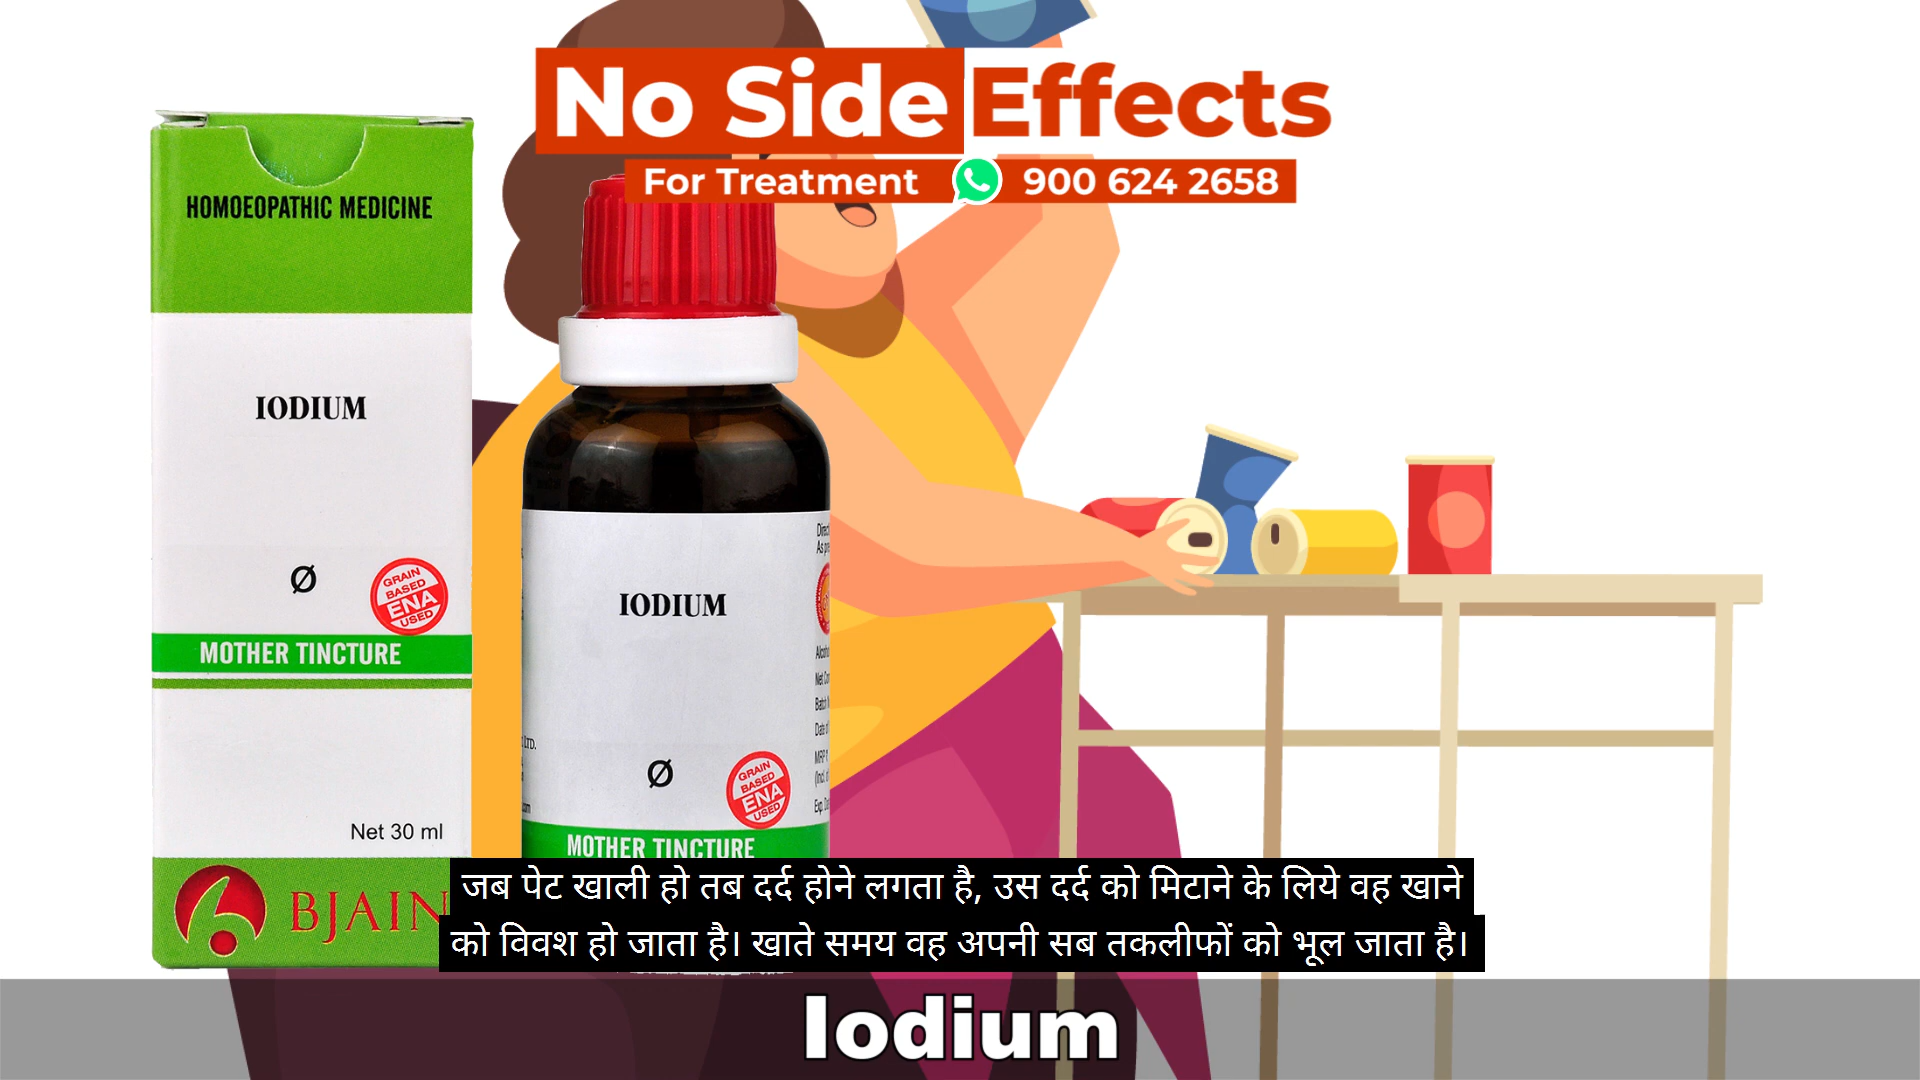 No Side Effects
For Treatment 900 624 2658
HOMOEOPATHIC MEDICINE
IODIUM
Ø
GRAIN
BASED
ENA
USED
MOTHER TINCTURE
Net 30 ml
BJAIN
IODIUM
Ø
GRAIN
BASED
ENA
USED
MOTHER TINCTURE
जब पेट खाली हो तब दर्द होने लगता है, उस दर्द को मिटाने के लिये वह खाने
को विवश हो जाता है। खाते समय वह अपनी सब तकलीफों को भूल जाता है।
Iodium